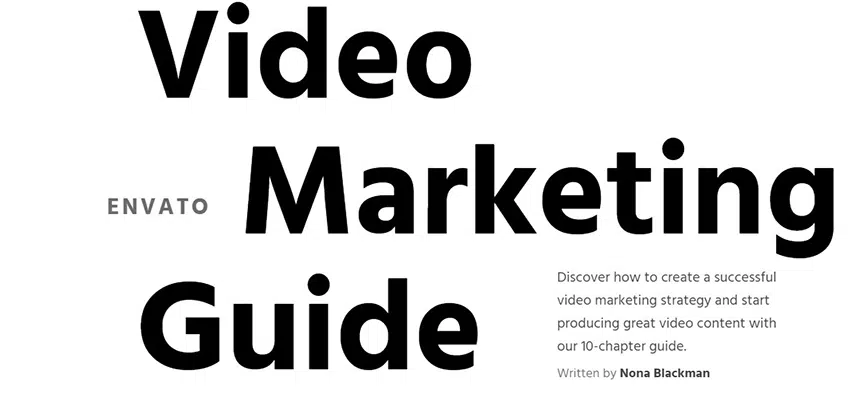 Video
ENVATO
Marketing
Guide
Discover how to create a successful
video marketing strategy and start
producing great video content with
our 10-chapter guide.
Written by Nona Blackman